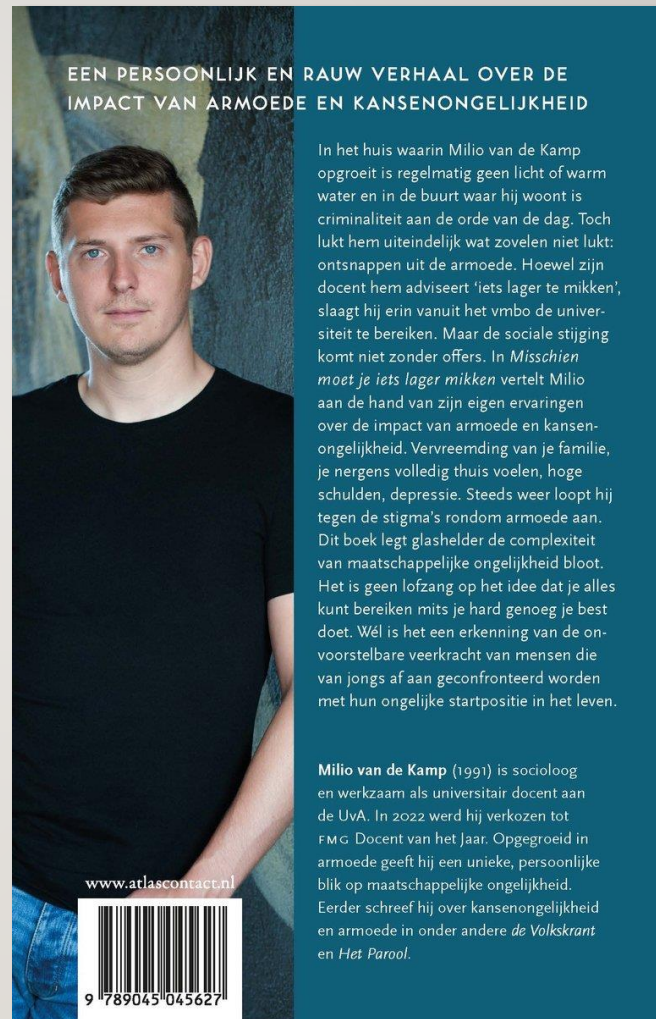 EEN PERSOONLIJK EN RAUW VERHAAL OVER DE
IMPACT VAN ARMOEDE EN KANSENONGELIJKHEID
In het huis waarin Milio van de Kamp
opgroeit is regelmatig geen licht of warm
water en in de buurt waar hij woont is
criminaliteit aan de orde van de dag. Toch
lukt hem uiteindelijk wat zovelen niet lukt:
ontsnappen uit de armoede. Hoewel zijn
docent hem adviseert ‘iets lager te mikken’,
slaagt hij erin vanuit het vmbo de univer-
siteit te bereiken. Maar de sociale stijging
komt niet zonder offers. In Misschien
moet je iets lager mikken vertelt Milio
aan de hand van zijn eigen ervaringen
over de impact van armoede en kansen-
ongelijkheid. Vervreemding van je familie,
je nergens volledig thuis voelen, hoge
schulden, depressie. Steeds weer loopt hij
tegen de stigma’s rondom armoede aan.
Dit boek legt glashelder de complexiteit
van maatschappelijke ongelijkheid bloot.
Het is geen lofzang op het idee dat je alles
kunt bereiken mits je hard genoeg je best
doet. Wél is het een erkenning van de on-
voorstelbare veerkracht van mensen die
van jongs af aan geconfronteerd worden
met hun ongelijke startpositie in het leven.
Milio van de Kamp (1991) is socioloog
en werkzaam als universitair docent aan
de UvA. In 2022 werd hij verkozen tot
FMG Docent van het Jaar. Opgegroeid in
armoede geeft hij een unieke, persoonlijke
blik op maatschappelijke ongelijkheid.
Eerder schreef hij over kansenongelijkheid
en armoede in onder andere de Volkskrant
en Het Parool.
www.atlascontact.nl
9 789045 045627